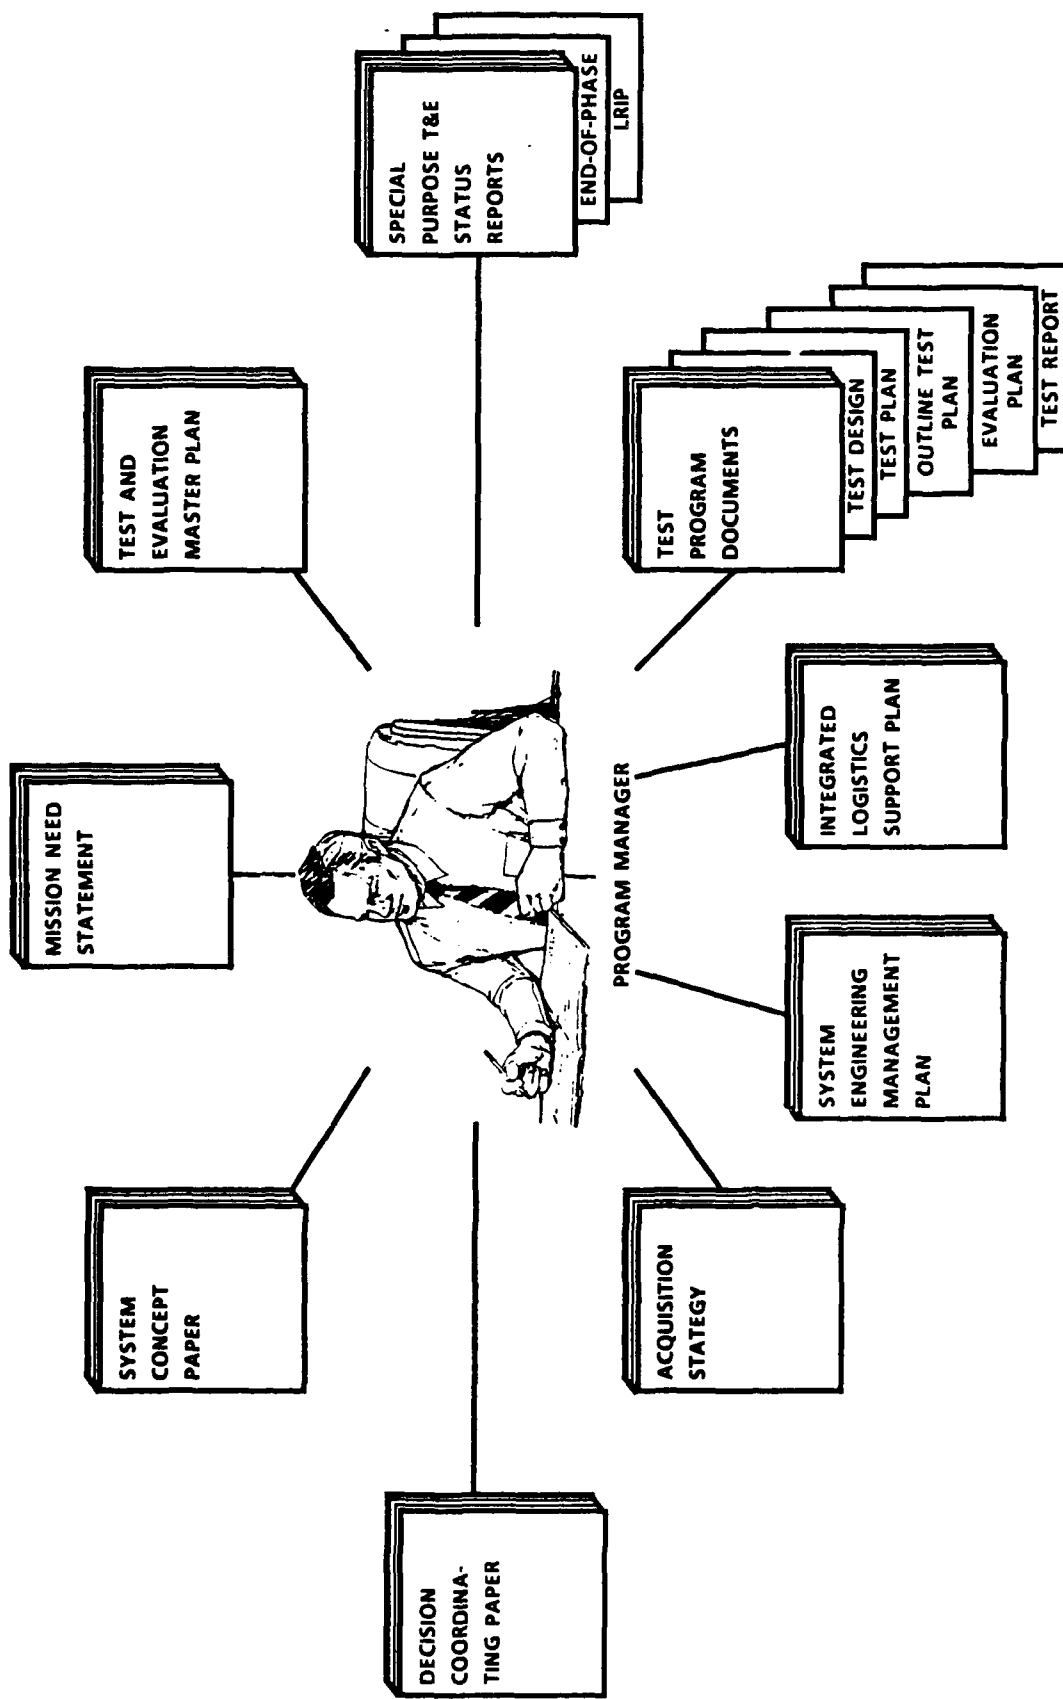 MISSION NEED
STATEMENT
SYSTEM
CONCEPT
PAPER
TEST AND
EVALUATION
MASTER PLAN
DECISION
COORDINA-
TING PAPER
SPECIAL
PURPOSE T&E
STATUS
REPORTS
END-OF-PHASE
LRIP
PROGRAM MANAGER
ACQUISITION
STATEGY
SYSTEM
ENGINEERING
MANAGEMENT
PLAN
INTEGRATED
LOGISTICS
SUPPORT PLAN
TEST
PROGRAM
DOCUMENTS
TEST DESIGN
TEST PLAN
OUTLINE TEST
PLAN
EVALUATION
PLAN
TEST REPORT